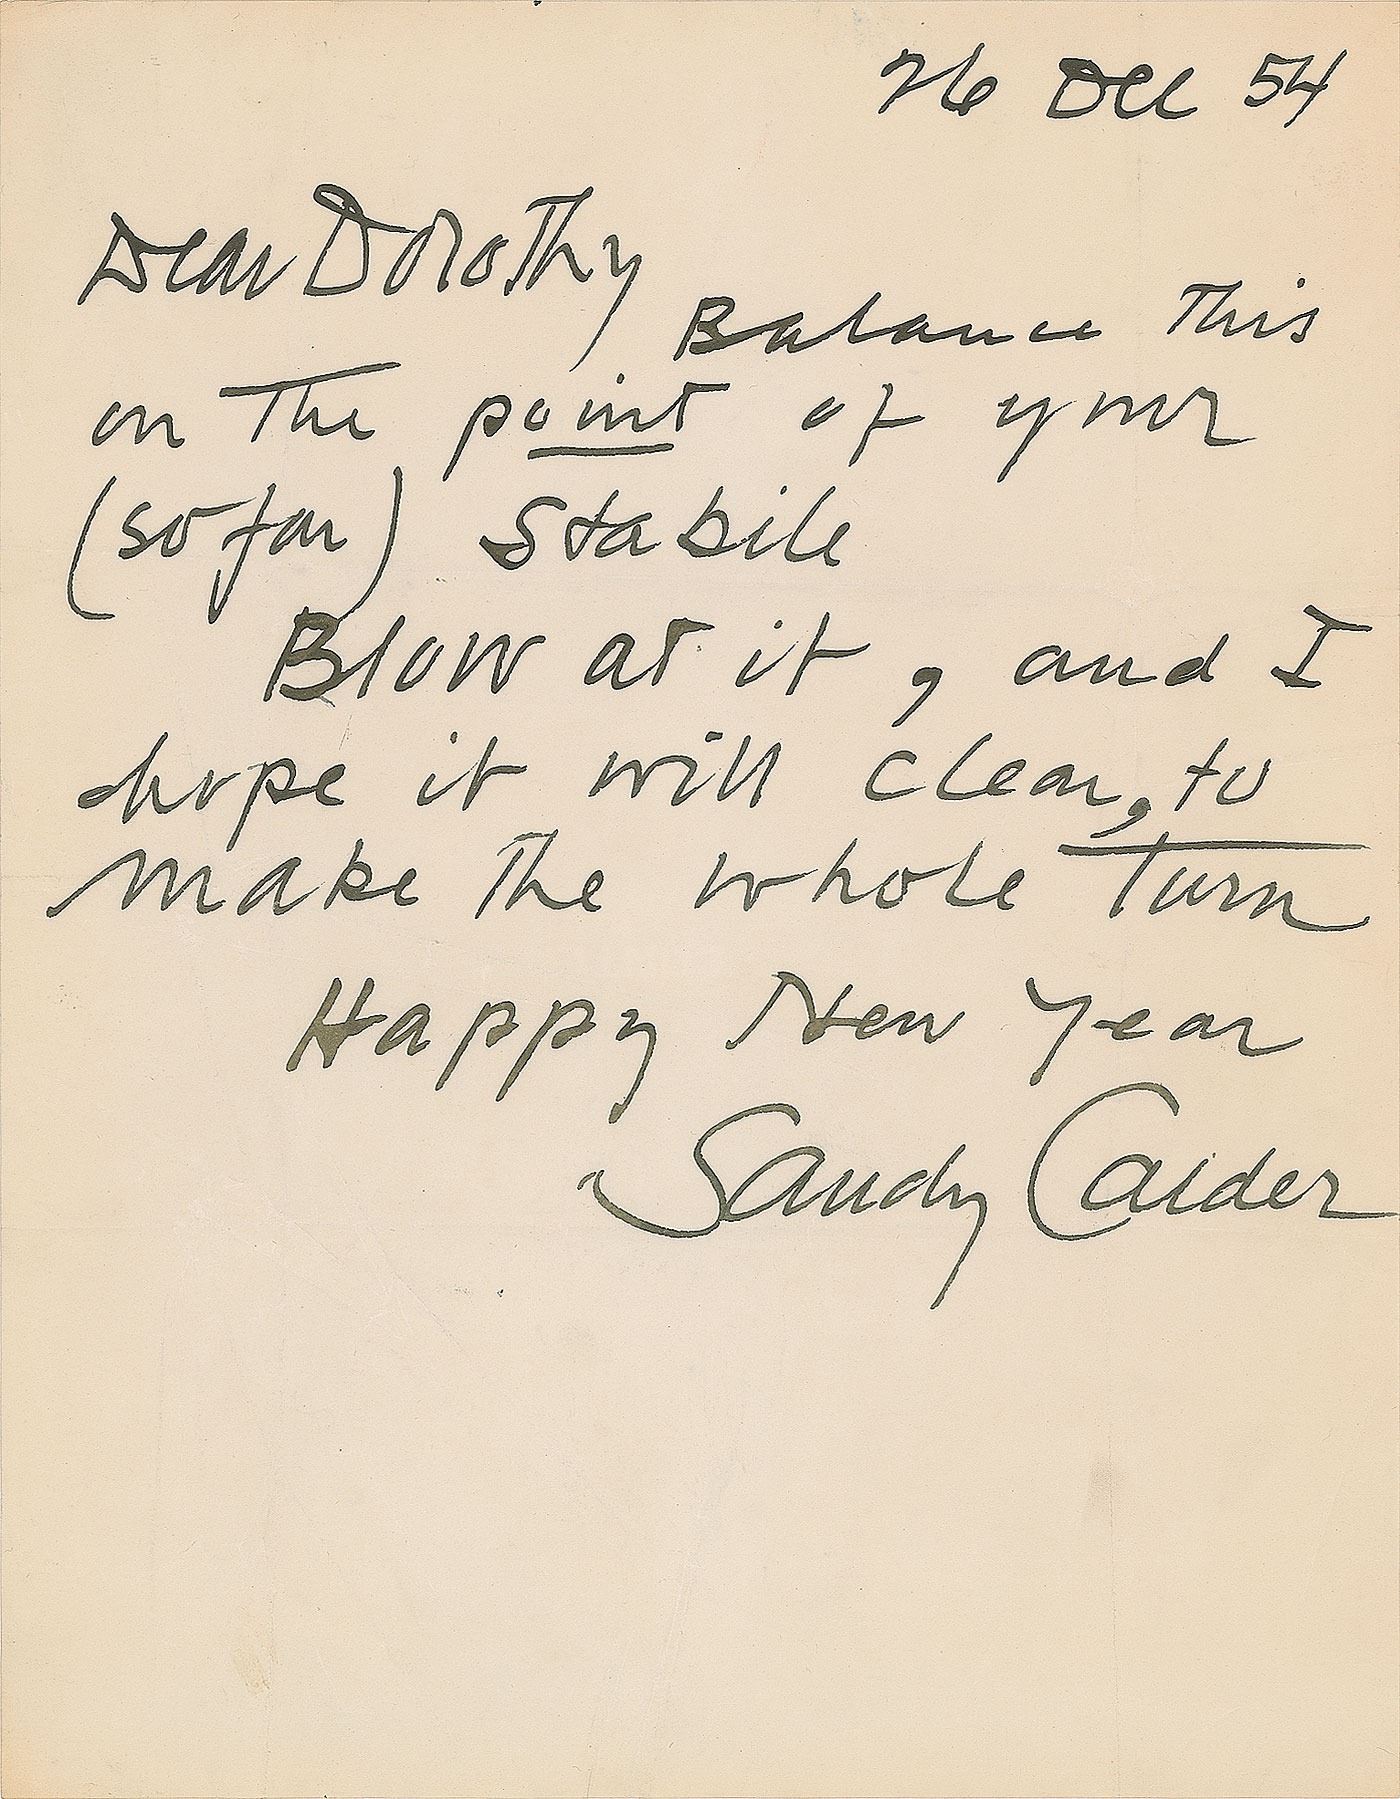 26 Dec 54
Dear Dorothy
Balance This
on The point of your
(so far) Stabile
Blow at it, and I
hope it will clear, to
make The whole Turn
Happy New Year
Sandy Calder